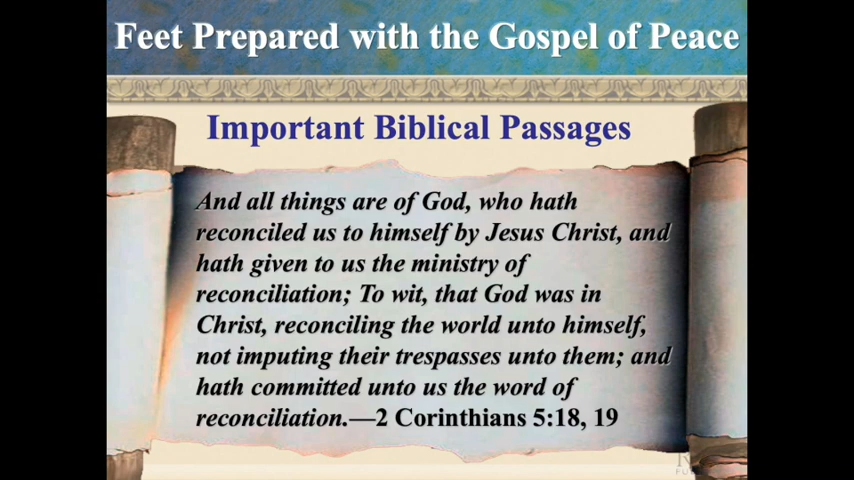 Feet Prepared with the Gospel of Peace
Important Biblical Passages
And all things are of God, who hath
reconciled us to himself by Jesus Christ, and
hath given to us the ministry of
reconciliation; To wit, that God was in
Christ, reconciling the world unto himself,
not imputing their trespasses unto them; and
hath committed unto us the word of
reconciliation.—2 Corinthians 5:18, 19